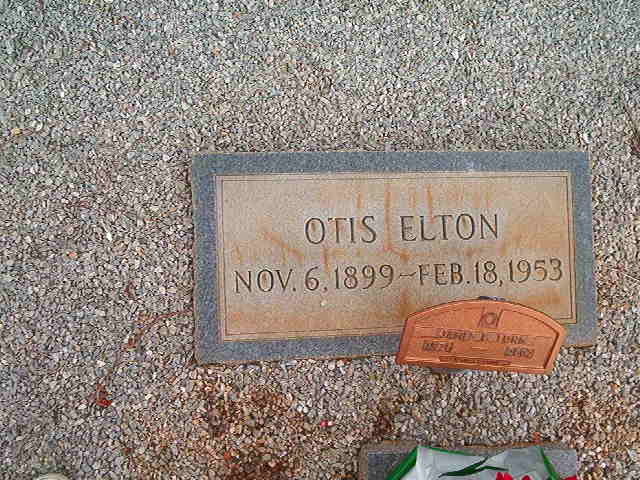 OTIS ELTON
NOV. 6, 1899 – FEB. 18, 1953